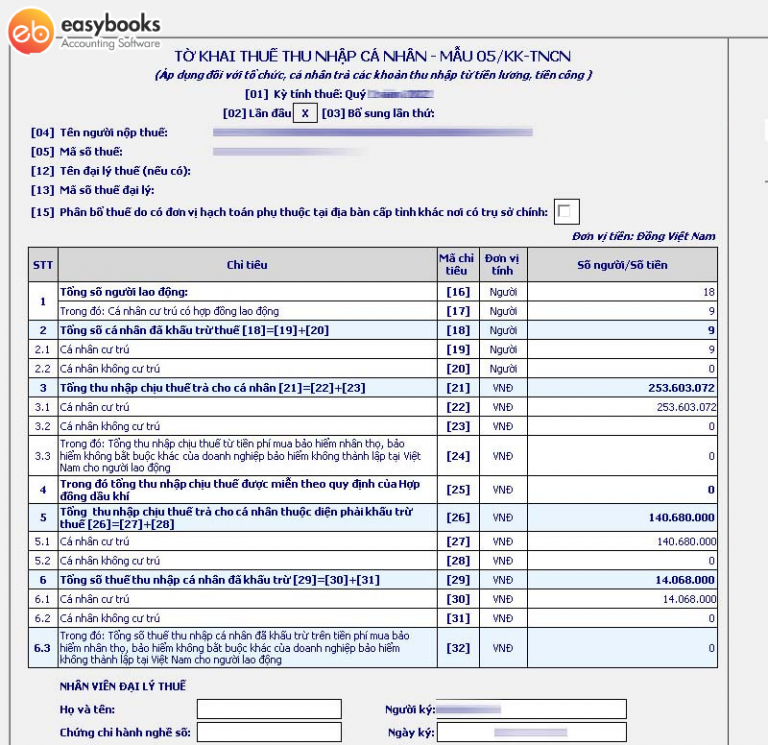 eb easybooks
Accounting Software
TỜ KHAI THUẾ THU NHẬP CÁ NHÂN - MẪU 05/KK-TNCN
(Áp dụng đối với tổ chức, cá nhân trả các khoản thu nhập từ tiền lương, tiền công )
[01] Kỳ tính thuế: Quý
[02] Lần đầu X [03] Bổ sung lần thứ:
[04] Tên người nộp thuế:
[05] Mã số thuế:
[12] Tên đại lý thuế (nếu có):
[13] Mã số thuế đại lý:
[15] Phân bổ thuế do có đơn vị hạch toán phụ thuộc tại địa bàn cấp tỉnh khác nơi có trụ sở chính:
Đơn vị tiền: Đồng Việt Nam
STT Chỉ tiêu Mã chỉ tiêu Đơn vị tính Số người/Số tiền
1 Tổng số người lao động: [16] Người 18
Trong đó: Cá nhân cư trú có hợp đồng lao động [17] Người 9
2 Tổng số cá nhân đã khấu trừ thuế [18]=[19]+[20] [18] Người 9
2.1 Cá nhân cư trú [19] Người 9
2.2 Cá nhân không cư trú [20] Người 0
3 Tổng thu nhập chịu thuế trả cho cá nhân [21]=[22]+[23] [21] VNĐ 253.603.072
3.1 Cá nhân cư trú [22] VNĐ 253.603.072
3.2 Cá nhân không cư trú [23] VNĐ 0
3.3 Trong đó: Tổng thu nhập chịu thuế từ tiền phí mua bảo hiểm nhân thọ, bảo
hiểm không bắt buộc khác của doanh nghiệp bảo hiểm không thành lập tại Việt
Nam cho người lao động [24] VNĐ 0
4 Trong đó tổng thu nhập chịu thuế được miễn theo quy định của Hợp
đồng dầu khí [25] VNĐ 0
5 Tổng thu nhập chịu thuế trả cho cá nhân thuộc diện phải khấu trừ
thuế [26]=[27]+[28] [26] VNĐ 140.680.000
5.1 Cá nhân cư trú [27] VNĐ 140.680.000
5.2 Cá nhân không cư trú [28] VNĐ 0
6 Tổng số thuế thu nhập cá nhân đã khấu trừ [29]=[30]+[31] [29] VNĐ 14.068.000
6.1 Cá nhân cư trú [30] VNĐ 14.068.000
6.2 Cá nhân không cư trú [31] VNĐ 0
6.3 Trong đó: Tổng số thuế thu nhập cá nhân đã khấu trừ trên tiền phí mua bảo
hiểm nhân thọ, bảo hiểm không bắt buộc khác của doanh nghiệp bảo hiểm
không thành lập tại Việt Nam cho người lao động [32] VNĐ 0
NHÂN VIÊN ĐẠI LÝ THUẾ
Họ và tên: Người ký:
Chứng chỉ hành nghề số: Ngày ký: